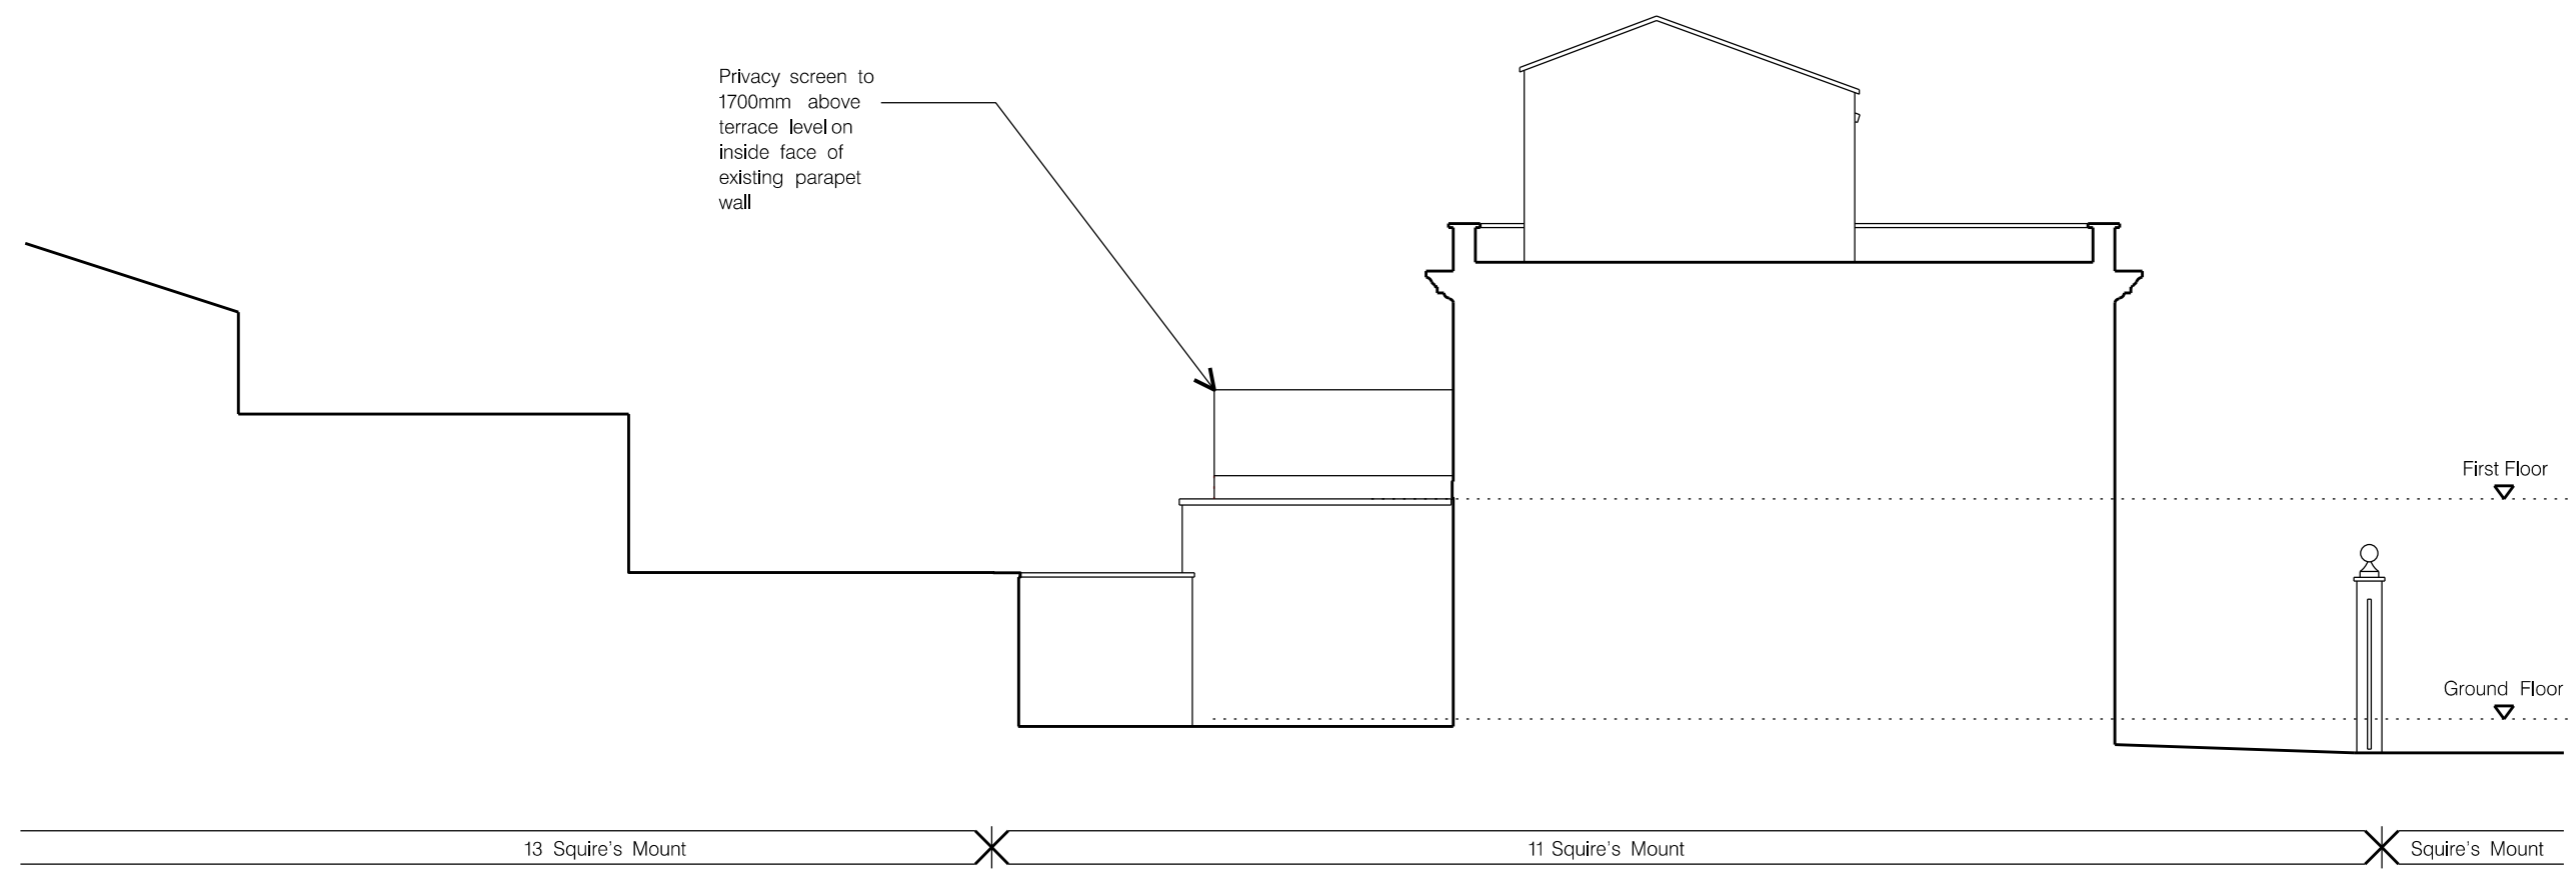 Privacy screen to
1700mm above
terrace level on
inside face of
existing parapet
wall
First Floor
Ground Floor
13 Squire's Mount
11 Squire's Mount
Squire's Mount